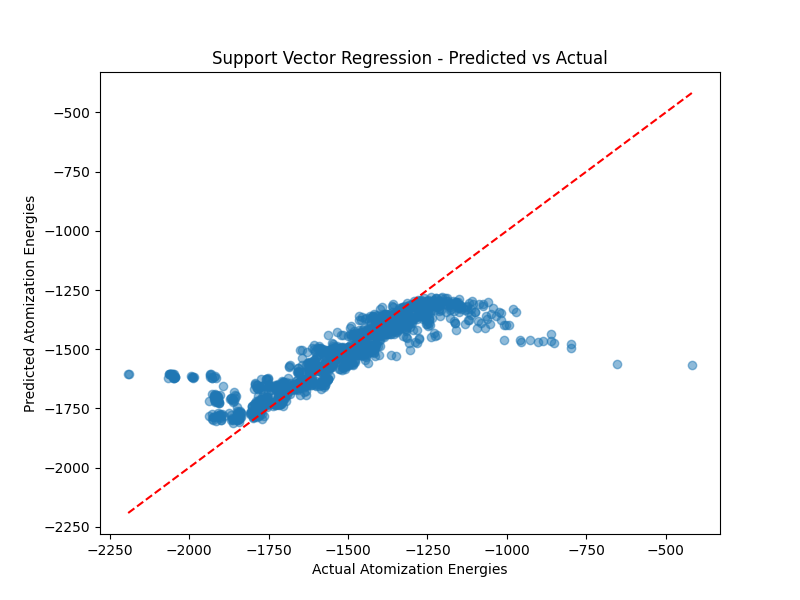 Support Vector Regression - Predicted vs Actual
Predicted Atomization Energies
−500
−750
−1000
−1250
−1500
−1750
−2000
−2250
−2250 −2000 −1750 −1500 −1250 −1000 −750 −500
Actual Atomization Energies